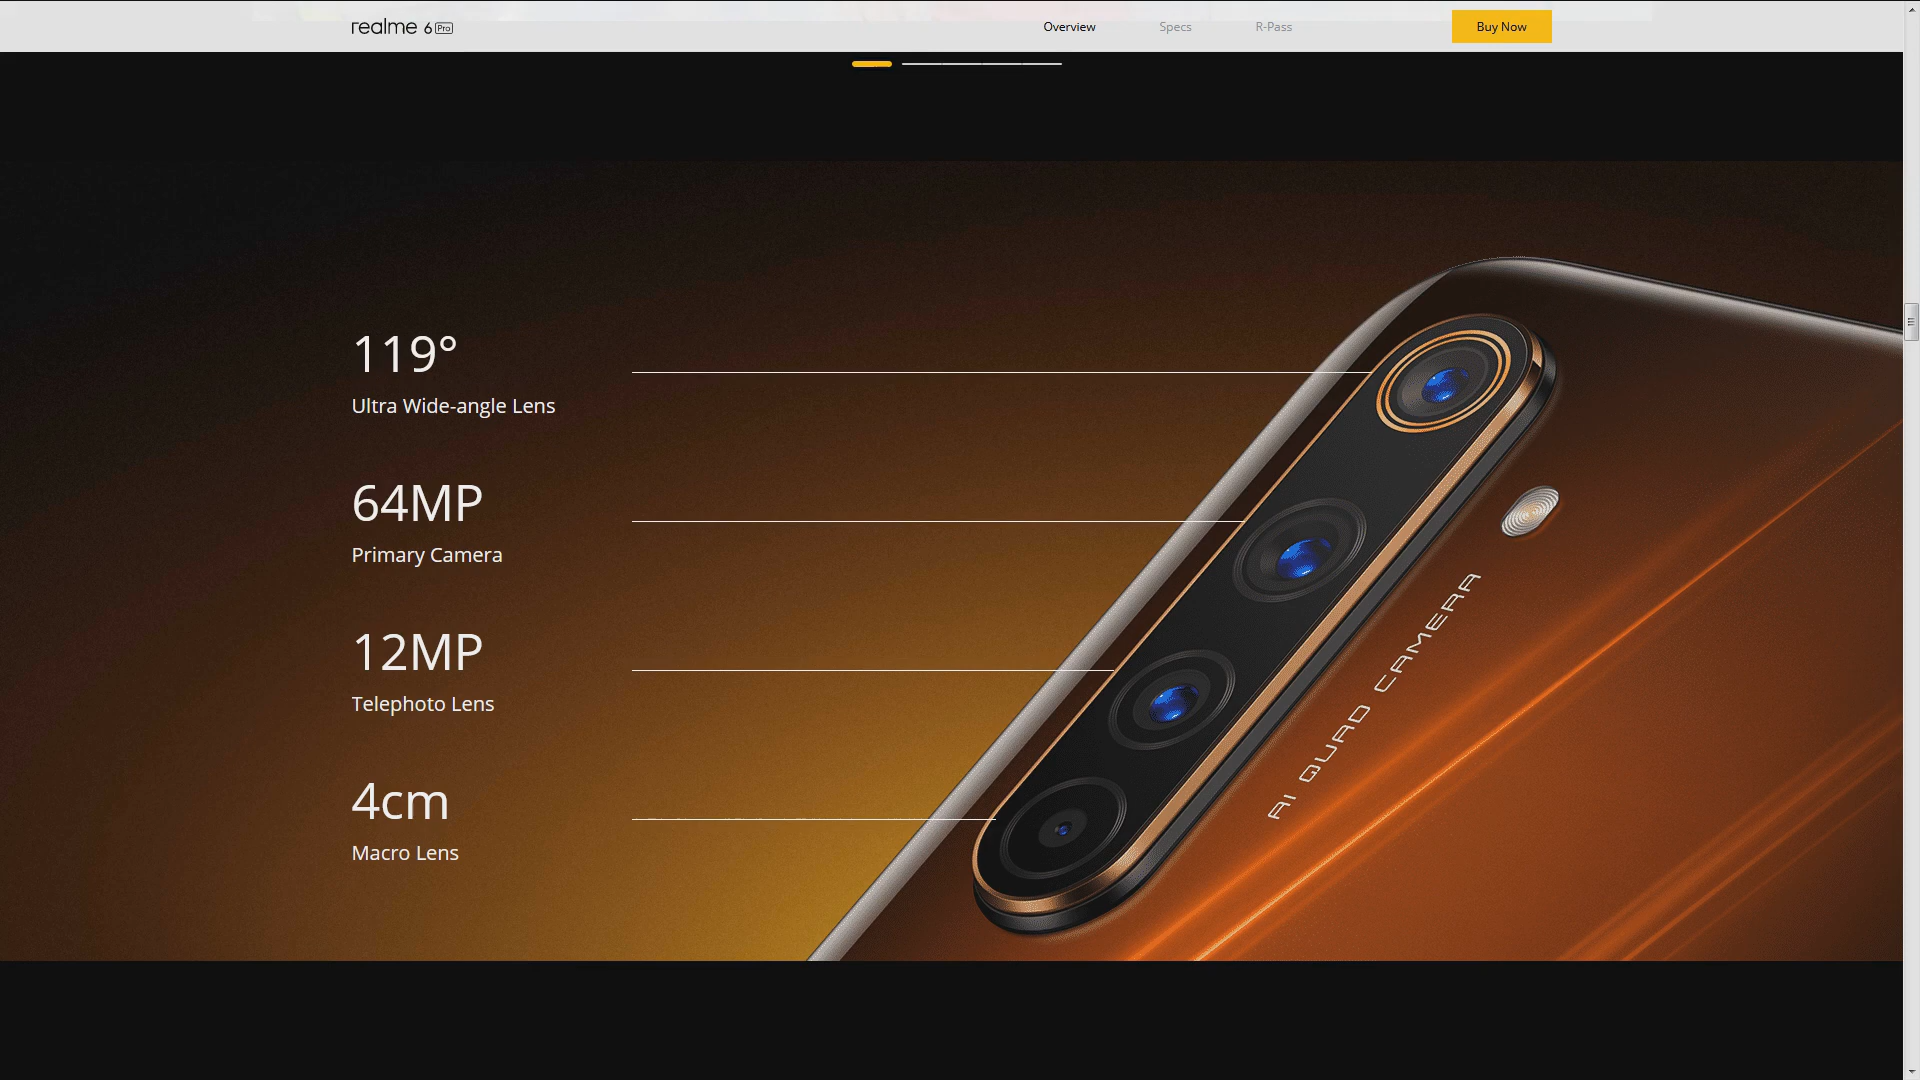 realme 6 Pro
Overview
Specs
R-Pass
Buy Now
119°
Ultra Wide-angle Lens
64MP
Primary Camera
12MP
Telephoto Lens
4cm
Macro Lens
AI QUAD CAMERA